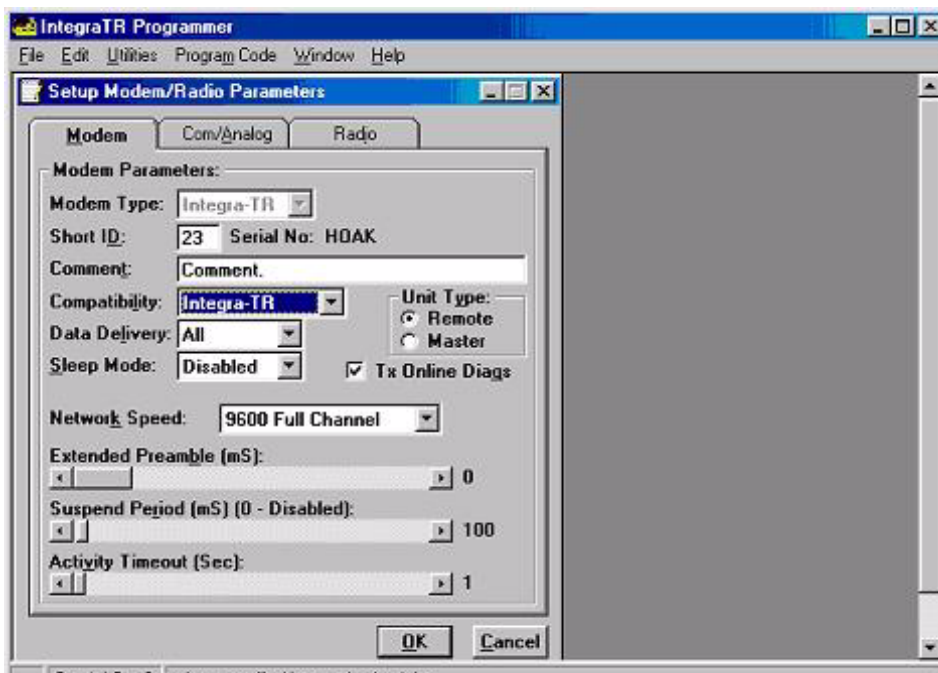 IntegraTR Programmer
File Edit Utilities Program Code Window Help
Setup Modem/Radio Parameters
Modem Com/Analog Radio
Modem Parameters:
Modem Type: Integra-TR
Short ID: 23 Serial No: HOAK
Comment: Comment.
Compatibility: Integra-TR
Unit Type:
Remote
Master
Data Delivery: All
Sleep Mode: Disabled
Tx Online Diags
Network Speed: 9600 Full Channel
Extended Preamble (mS):
0
Suspend Period (mS) (0 - Disabled):
100
Activity Timeout (Sec):
1
OK Cancel